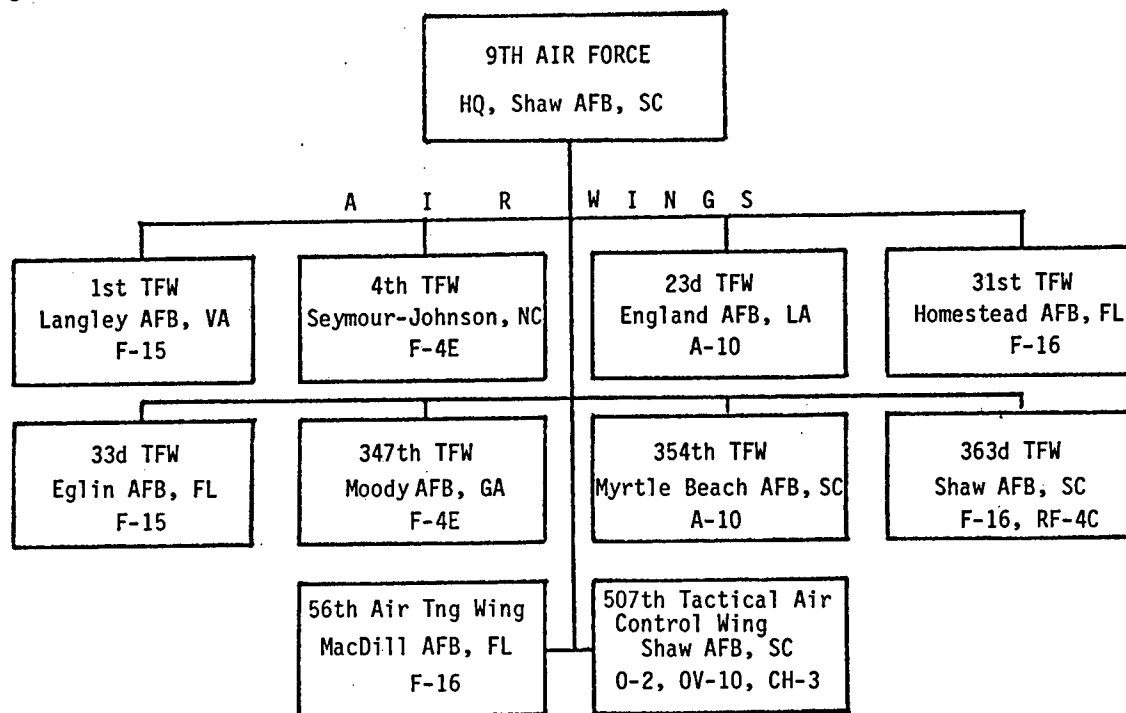 9TH AIR FORCE
HQ, Shaw AFB, SC
A I R W I N G S
1st TFW
Langley AFB, VA
F-15
4th TFW
Seymour-Johnson, NC
F-4E
23d TFW
England AFB, LA
A-10
31st TFW
Homestead AFB, FL
F-16
33d TFW
Eglin AFB, FL
F-15
347th TFW
Moody AFB, GA
F-4E
354th TFW
Myrtle Beach AFB, SC
A-10
363d TFW
Shaw AFB, SC
F-16, RF-4C
56th Air Tng Wing
MacDill AFB, FL
F-16
507th Tactical Air
Control Wing
Shaw AFB, SC
O-2, OV-10, CH-3